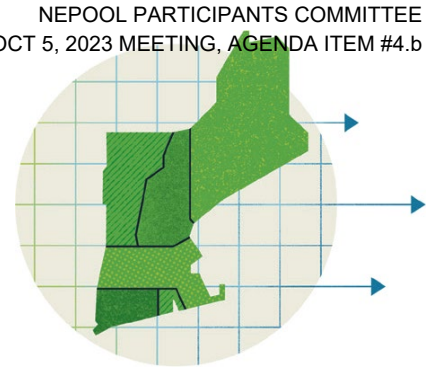 NEPOOL PARTICIPANTS COMMITTEE
OCT 5, 2023 MEETING, AGENDA ITEM #4.b